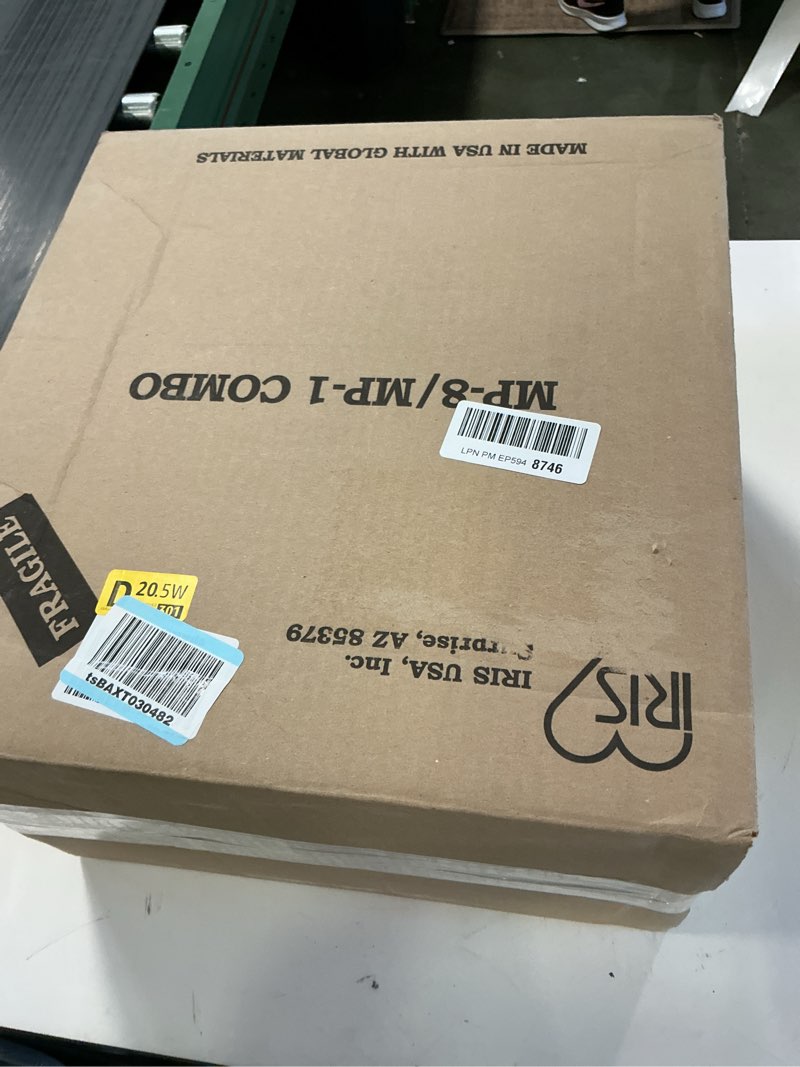 MADE IN USA WITH GLOBAL MATERIALS
MP-8/MP-1 COMBO
LPN PM EP594 8746
FRAGILE
D 20.5W
301
tsBAXT030482
IRIS USA, Inc.
Surprise, AZ 85379
IRIS